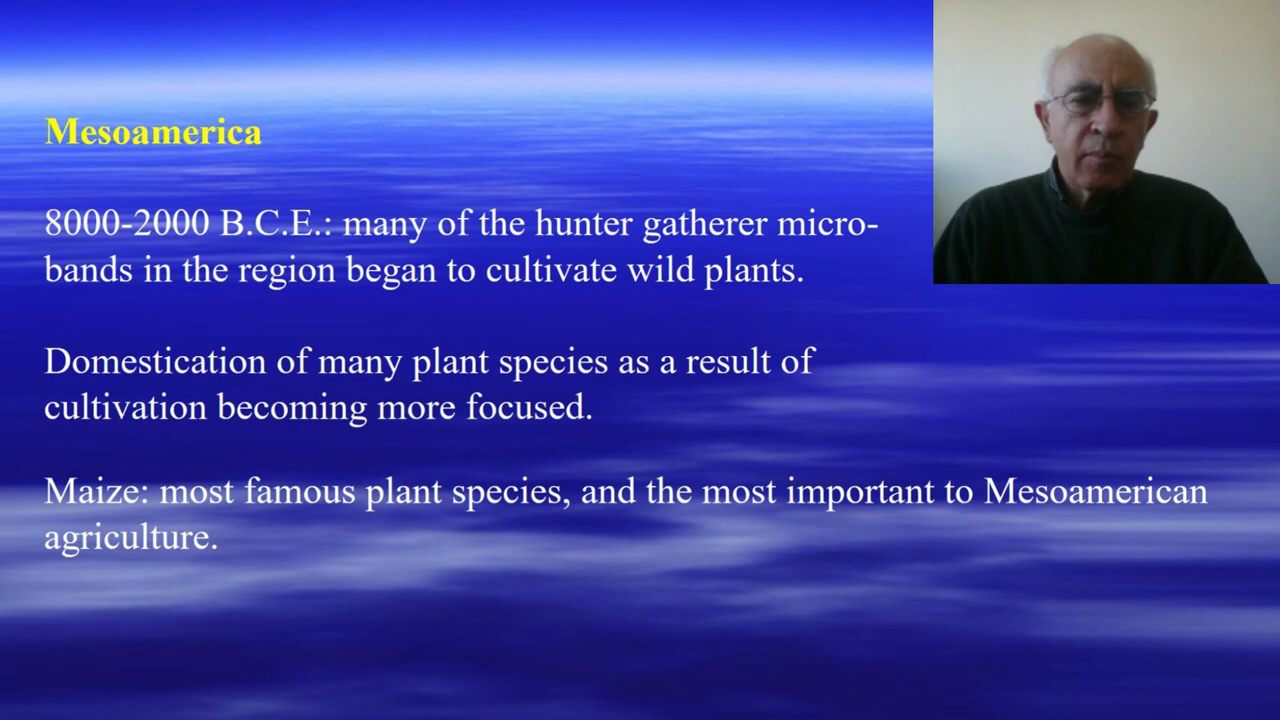 Mesoamerica
8000-2000 B.C.E.: many of the hunter gatherer micro-
bands in the region began to cultivate wild plants.
Domestication of many plant species as a result of
cultivation becoming more focused.
Maize: most famous plant species, and the most important to Mesoamerican
agriculture.